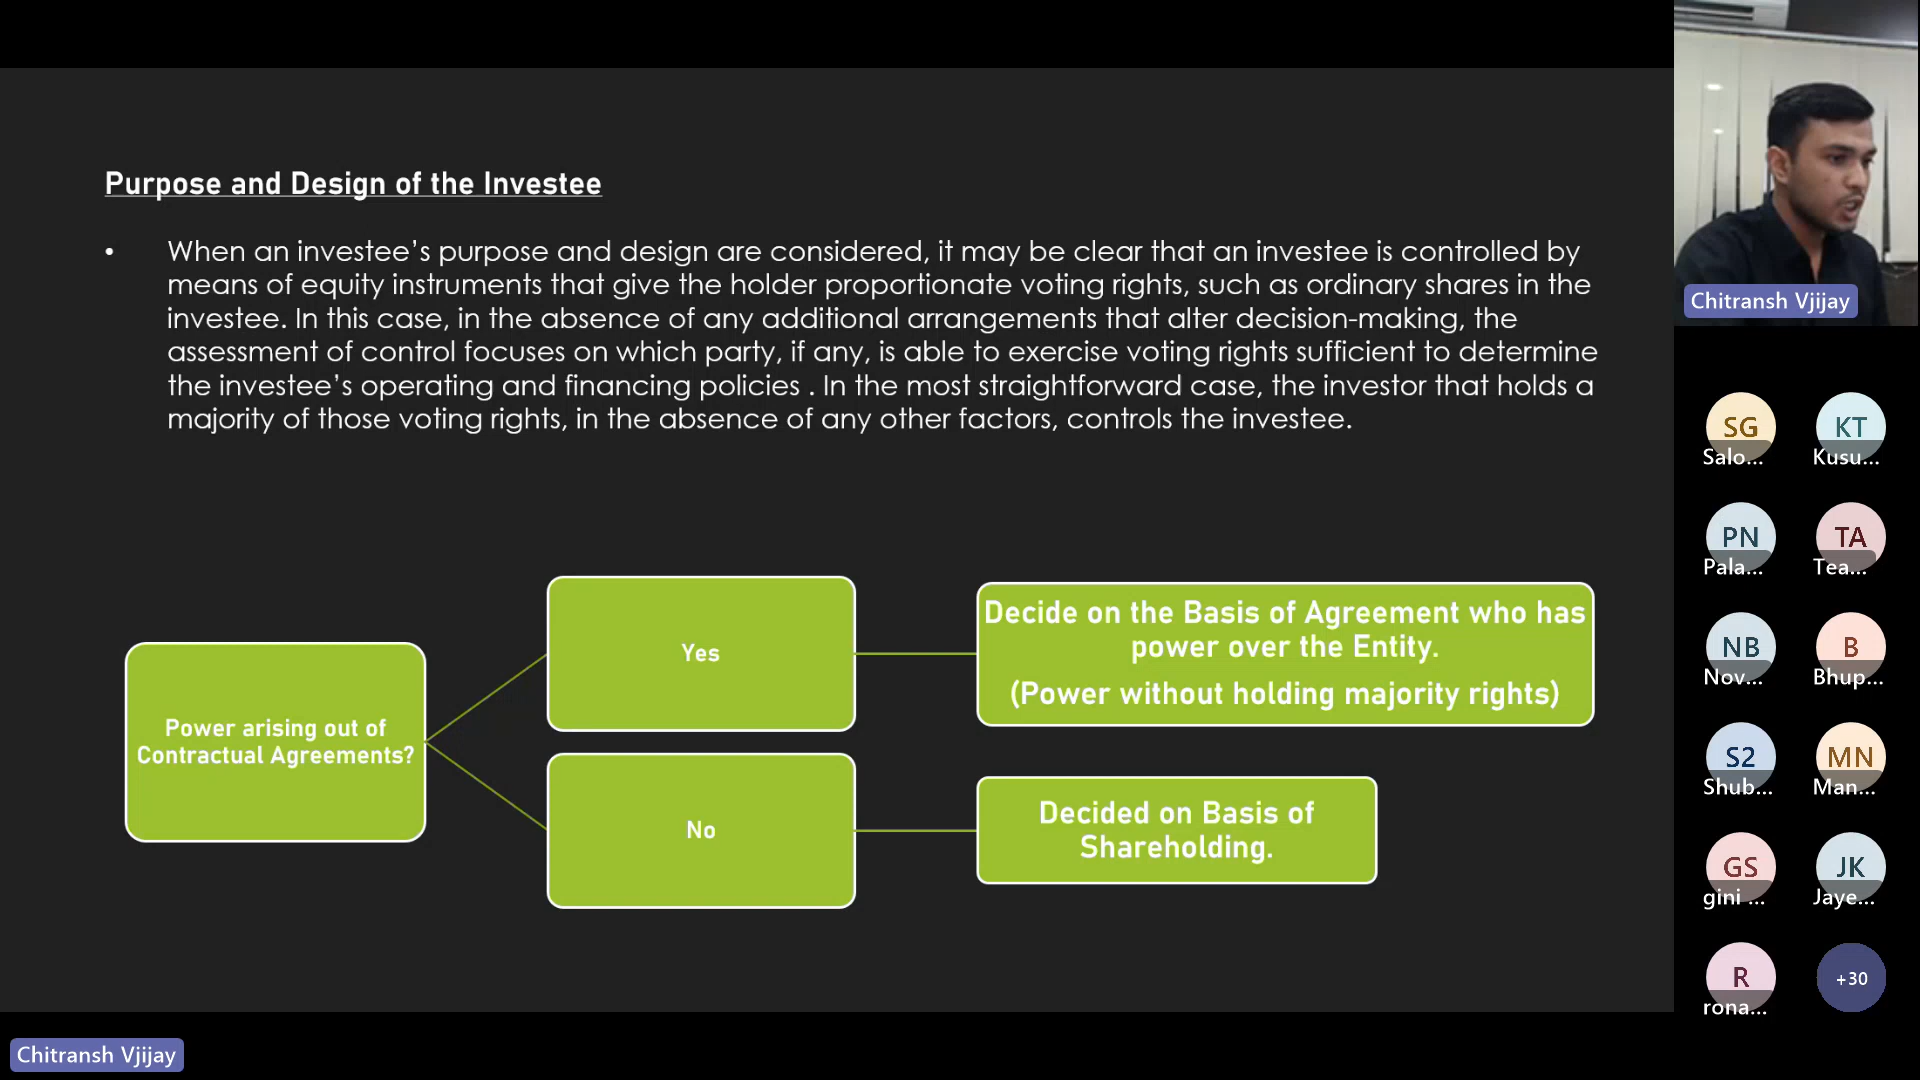 Purpose and Design of the Investee
• When an investee’s purpose and design are considered, it may be clear that an investee is controlled by
means of equity instruments that give the holder proportionate voting rights, such as ordinary shares in the
investee. In this case, in the absence of any additional arrangements that alter decision-making, the
assessment of control focuses on which party, if any, is able to exercise voting rights sufficient to determine
the investee’s operating and financing policies . In the most straightforward case, the investor that holds a
majority of those voting rights, in the absence of any other factors, controls the investee.
Power arising out of
Contractual Agreements?
Yes
Decide on the Basis of Agreement who has
power over the Entity.
(Power without holding majority rights)
No
Decided on Basis of
Shareholding.
Chitransh Vjijay
Chitransh Vjijay
SG
Salo...
KT
Kusu...
PN
Pala...
TA
Tea...
NB
Nov...
B
Bhup...
S2
Shub...
MN
Man...
GS
gini ...
JK
Jaye...
R
rona...
+30